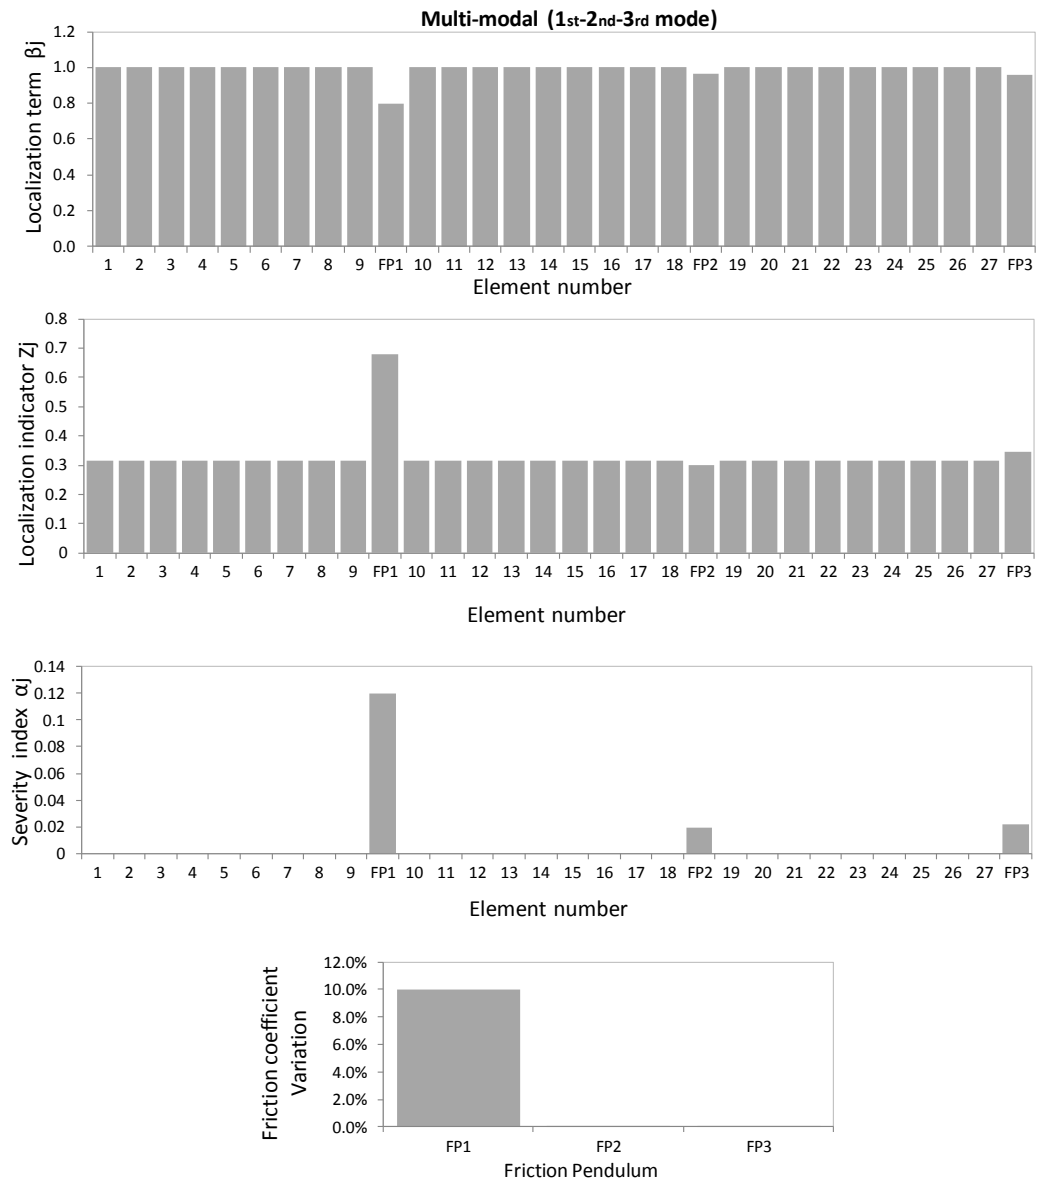 Multi-modal (1st-2nd-3rd mode)
Localization term βj
1.2
1.0
0.8
0.6
0.4
0.2
0.0
1 2 3 4 5 6 7 8 9 FP1 10 11 12 13 14 15 16 17 18 FP2 19 20 21 22 23 24 25 26 27 FP3
Element number
Localization indicator Zj
0.8
0.7
0.6
0.5
0.4
0.3
0.2
0.1
0
1 2 3 4 5 6 7 8 9 FP1 10 11 12 13 14 15 16 17 18 FP2 19 20 21 22 23 24 25 26 27 FP3
Element number
Severity index αj
0.14
0.12
0.1
0.08
0.06
0.04
0.02
0
1 2 3 4 5 6 7 8 9 FP1 10 11 12 13 14 15 16 17 18 FP2 19 20 21 22 23 24 25 26 27 FP3
Element number
Friction coefficient
Variation
12.0%
10.0%
8.0%
6.0%
4.0%
2.0%
0.0%
FP1 FP2 FP3
Friction Pendulum